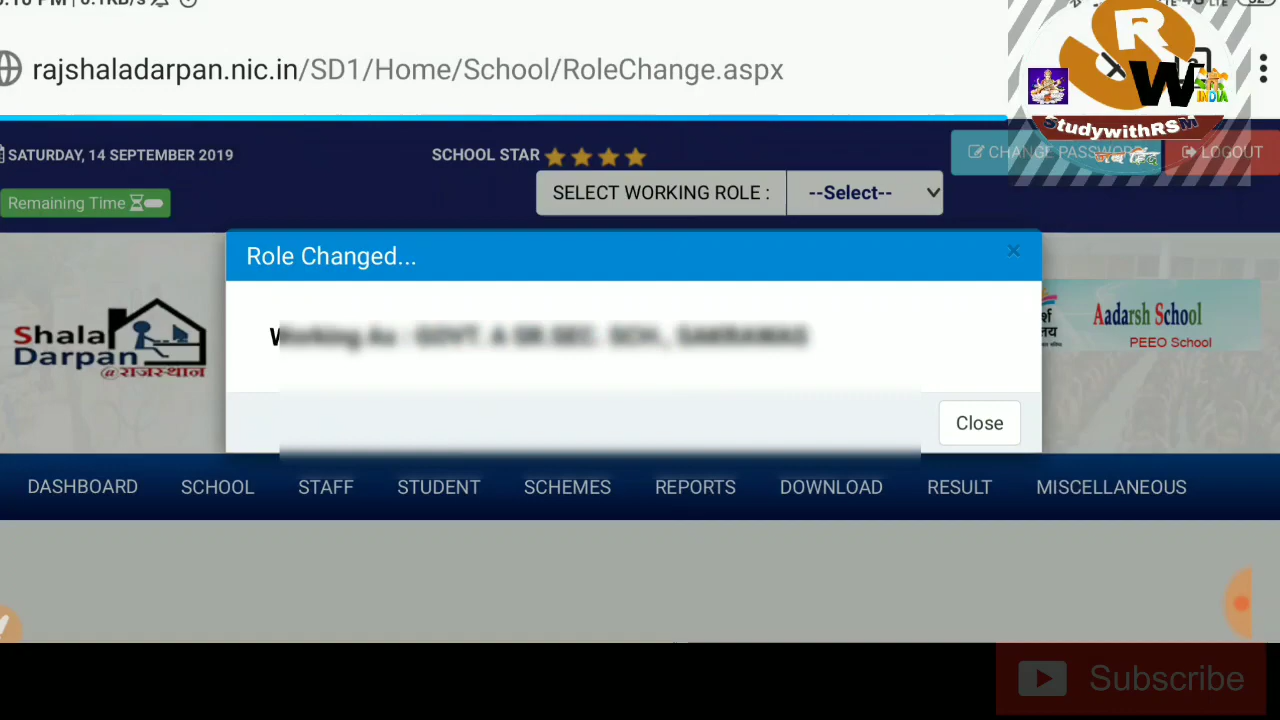 rajshaladarpan.nic.in/SD1/Home/School/RoleChange.aspx
SATURDAY, 14 SEPTEMBER 2019
SCHOOL STAR
CHANGE PASSWORD
LOGOUT
Remaining Time
SELECT WORKING ROLE :
--Select--
R
W
INDIA
StudywithRSM
Role Changed...
×
Shala
Darpan
@राजस्थान
Aadarsh School
PEEO School
Close
DASHBOARD
SCHOOL
STAFF
STUDENT
SCHEMES
REPORTS
DOWNLOAD
RESULT
MISCELLANEOUS
Subscribe